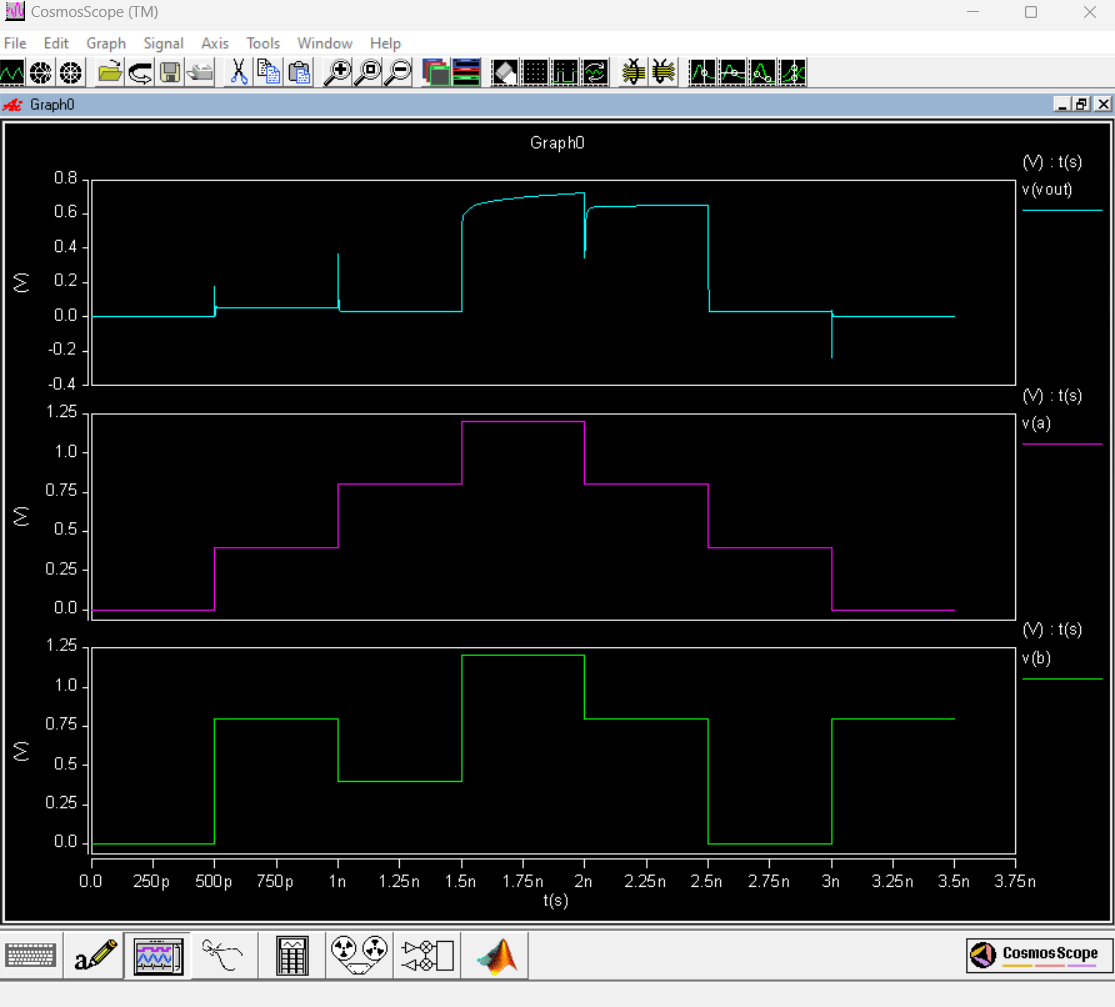 CosmosScope (TM)
File Edit Graph Signal Axis Tools Window Help
Graph0
Graph0
(V) : t(s)
v(vout)
0.8
0.6
0.4
0.2
0.0
-0.2
-0.4
(V)
(V) : t(s)
v(a)
1.25
1.0
0.75
0.5
0.25
0.0
(V)
(V) : t(s)
v(b)
1.25
1.0
0.75
0.5
0.25
0.0
(V)
0.0 250p 500p 750p 1n 1.25n 1.5n 1.75n 2n 2.25n 2.5n 2.75n 3n 3.25n 3.5n 3.75n
t(s)
a
CosmosScope